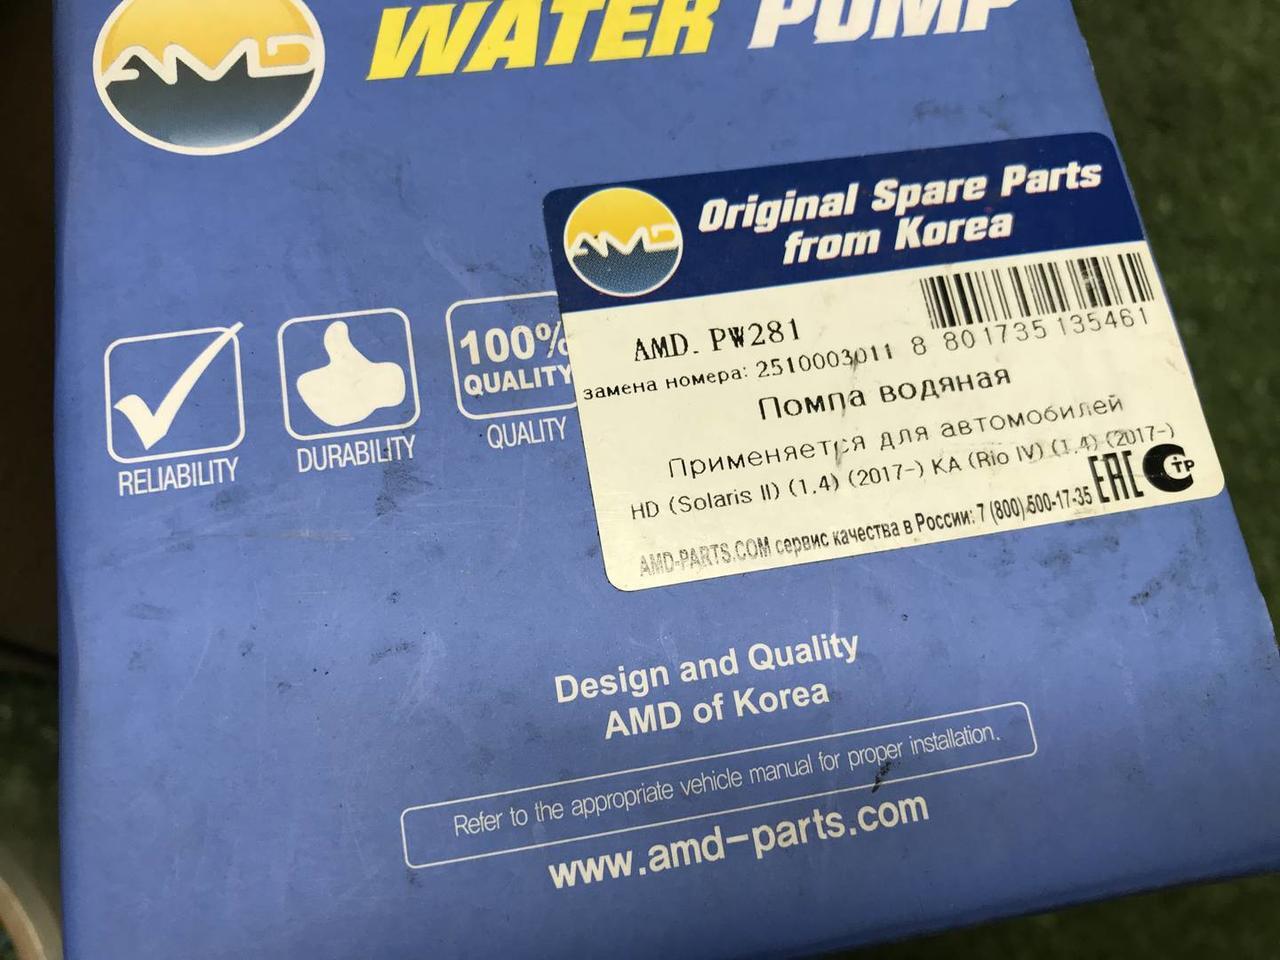 AMD
WATER PUMP
AMD
Original Spare Parts
from Korea
AMD. PW281
8 801735 135461
замена номера: 2510003011
Помпа водяная
Применяется для автомобилей
HD (Solaris II) (1.4) (2017-) KA (Rio IV) (1.4) (2017-)
AMD-PARTS.COM сервис качества в России: 7 (800) 500-17-35
EAC
СТР
100%
QUALITY
RELIABILITY
DURABILITY
QUALITY
Design and Quality
AMD of Korea
Refer to the appropriate vehicle manual for proper installation.
www.amd-parts.com